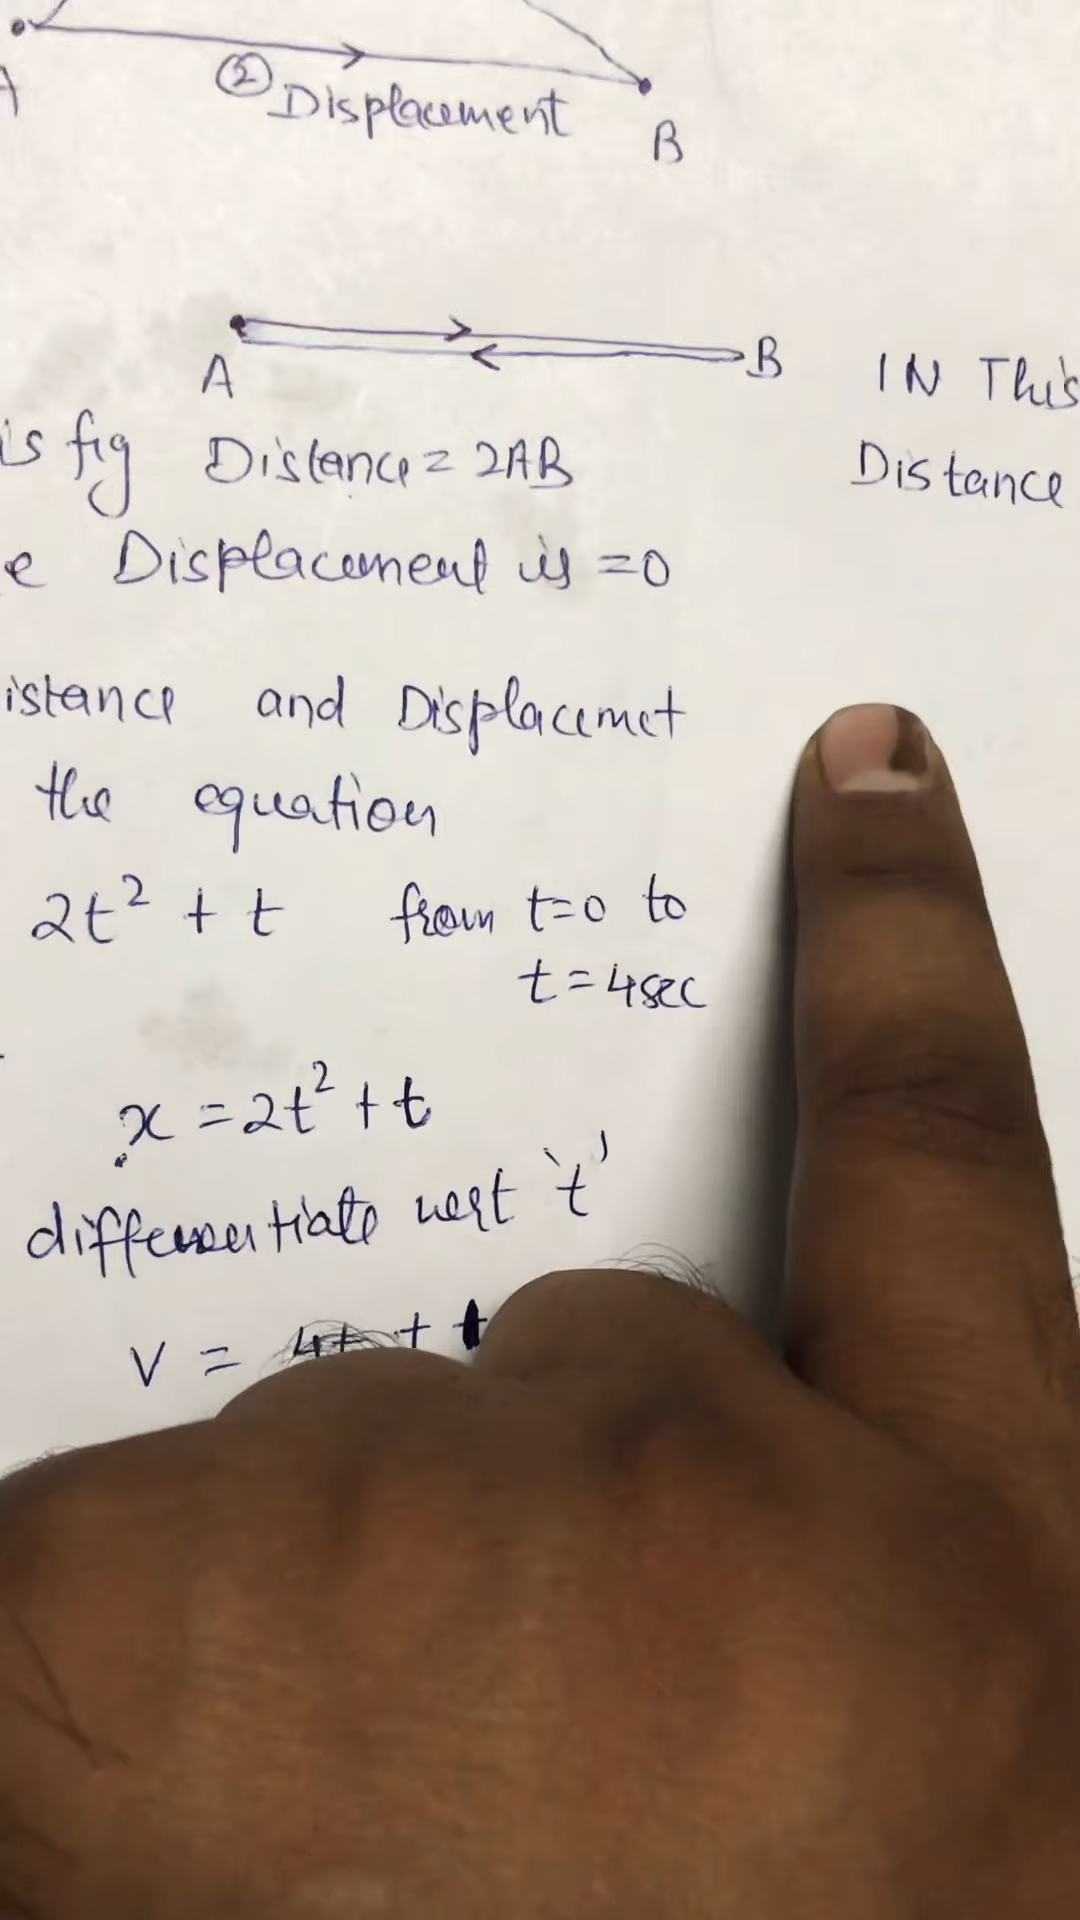 A
② Displacement
B
A
B
is fig Distance = 2AB
e Displacement is = 0
IN This
Distance
istance and Displacemet
the equation
2t² + t from t=0 to
t = 4sec
x = 2t² + t
differentiate wrt 't'
v = 4t +